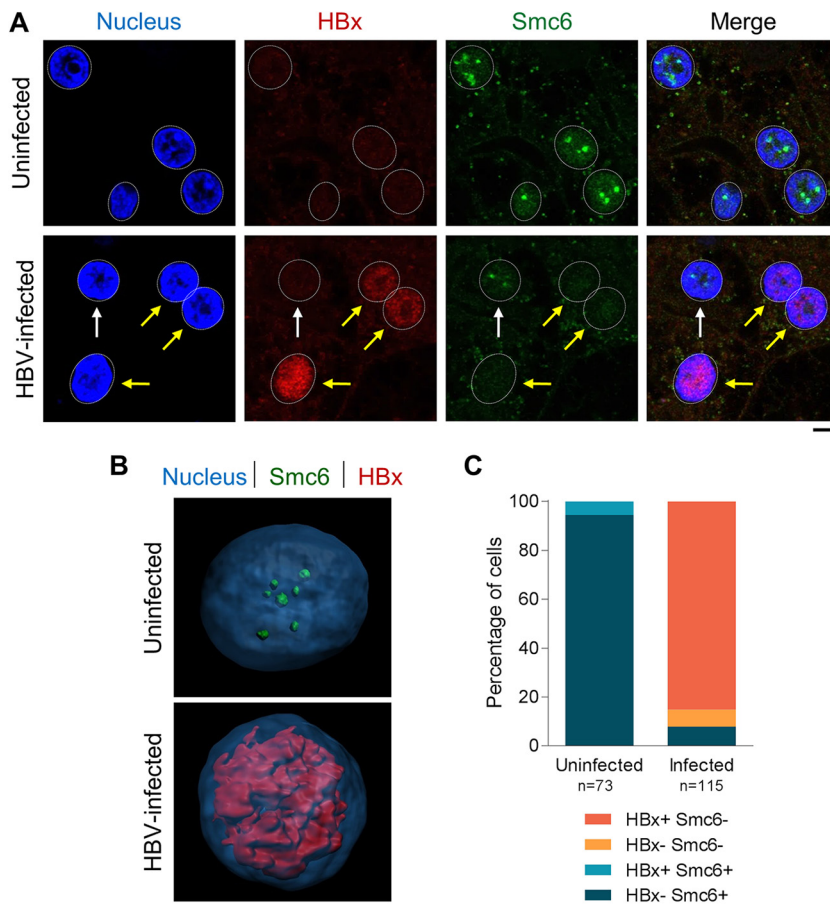 A
Nucleus HBx Smc6 Merge
Uninfected
HBV-infected
B
Nucleus | Smc6 | HBx
Uninfected
HBV-infected
C
Percentage of cells
100
80
60
40
20
0
Uninfected Infected
n=73 n=115
HBx+ Smc6-
HBx- Smc6-
HBx+ Smc6+
HBx- Smc6+